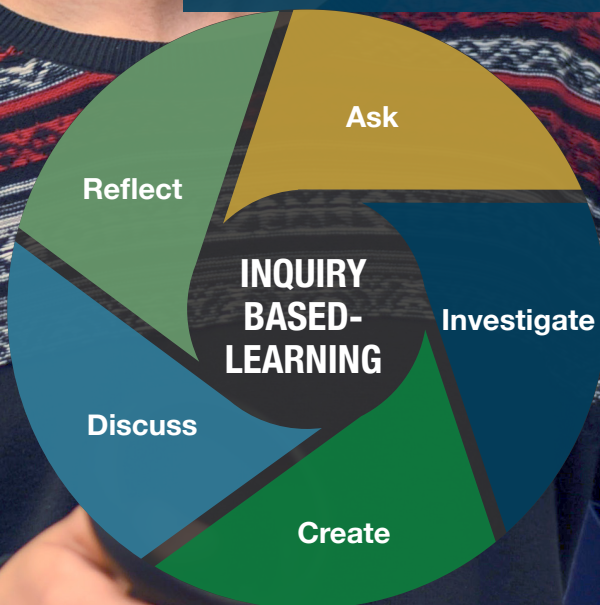 Ask
Investigate
Create
Discuss
Reflect
INQUIRY
BASED-
LEARNING